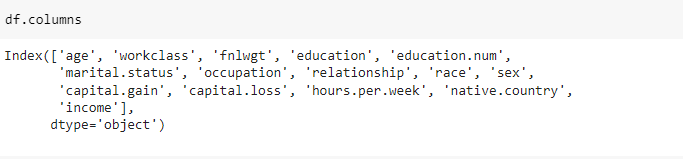 df.columns
Index(['age', 'workclass', 'fnlwgt', 'education', 'education.num',
'marital.status', 'occupation', 'relationship', 'race', 'sex',
'capital.gain', 'capital.loss', 'hours.per.week', 'native.country',
'income'],
dtype='object')